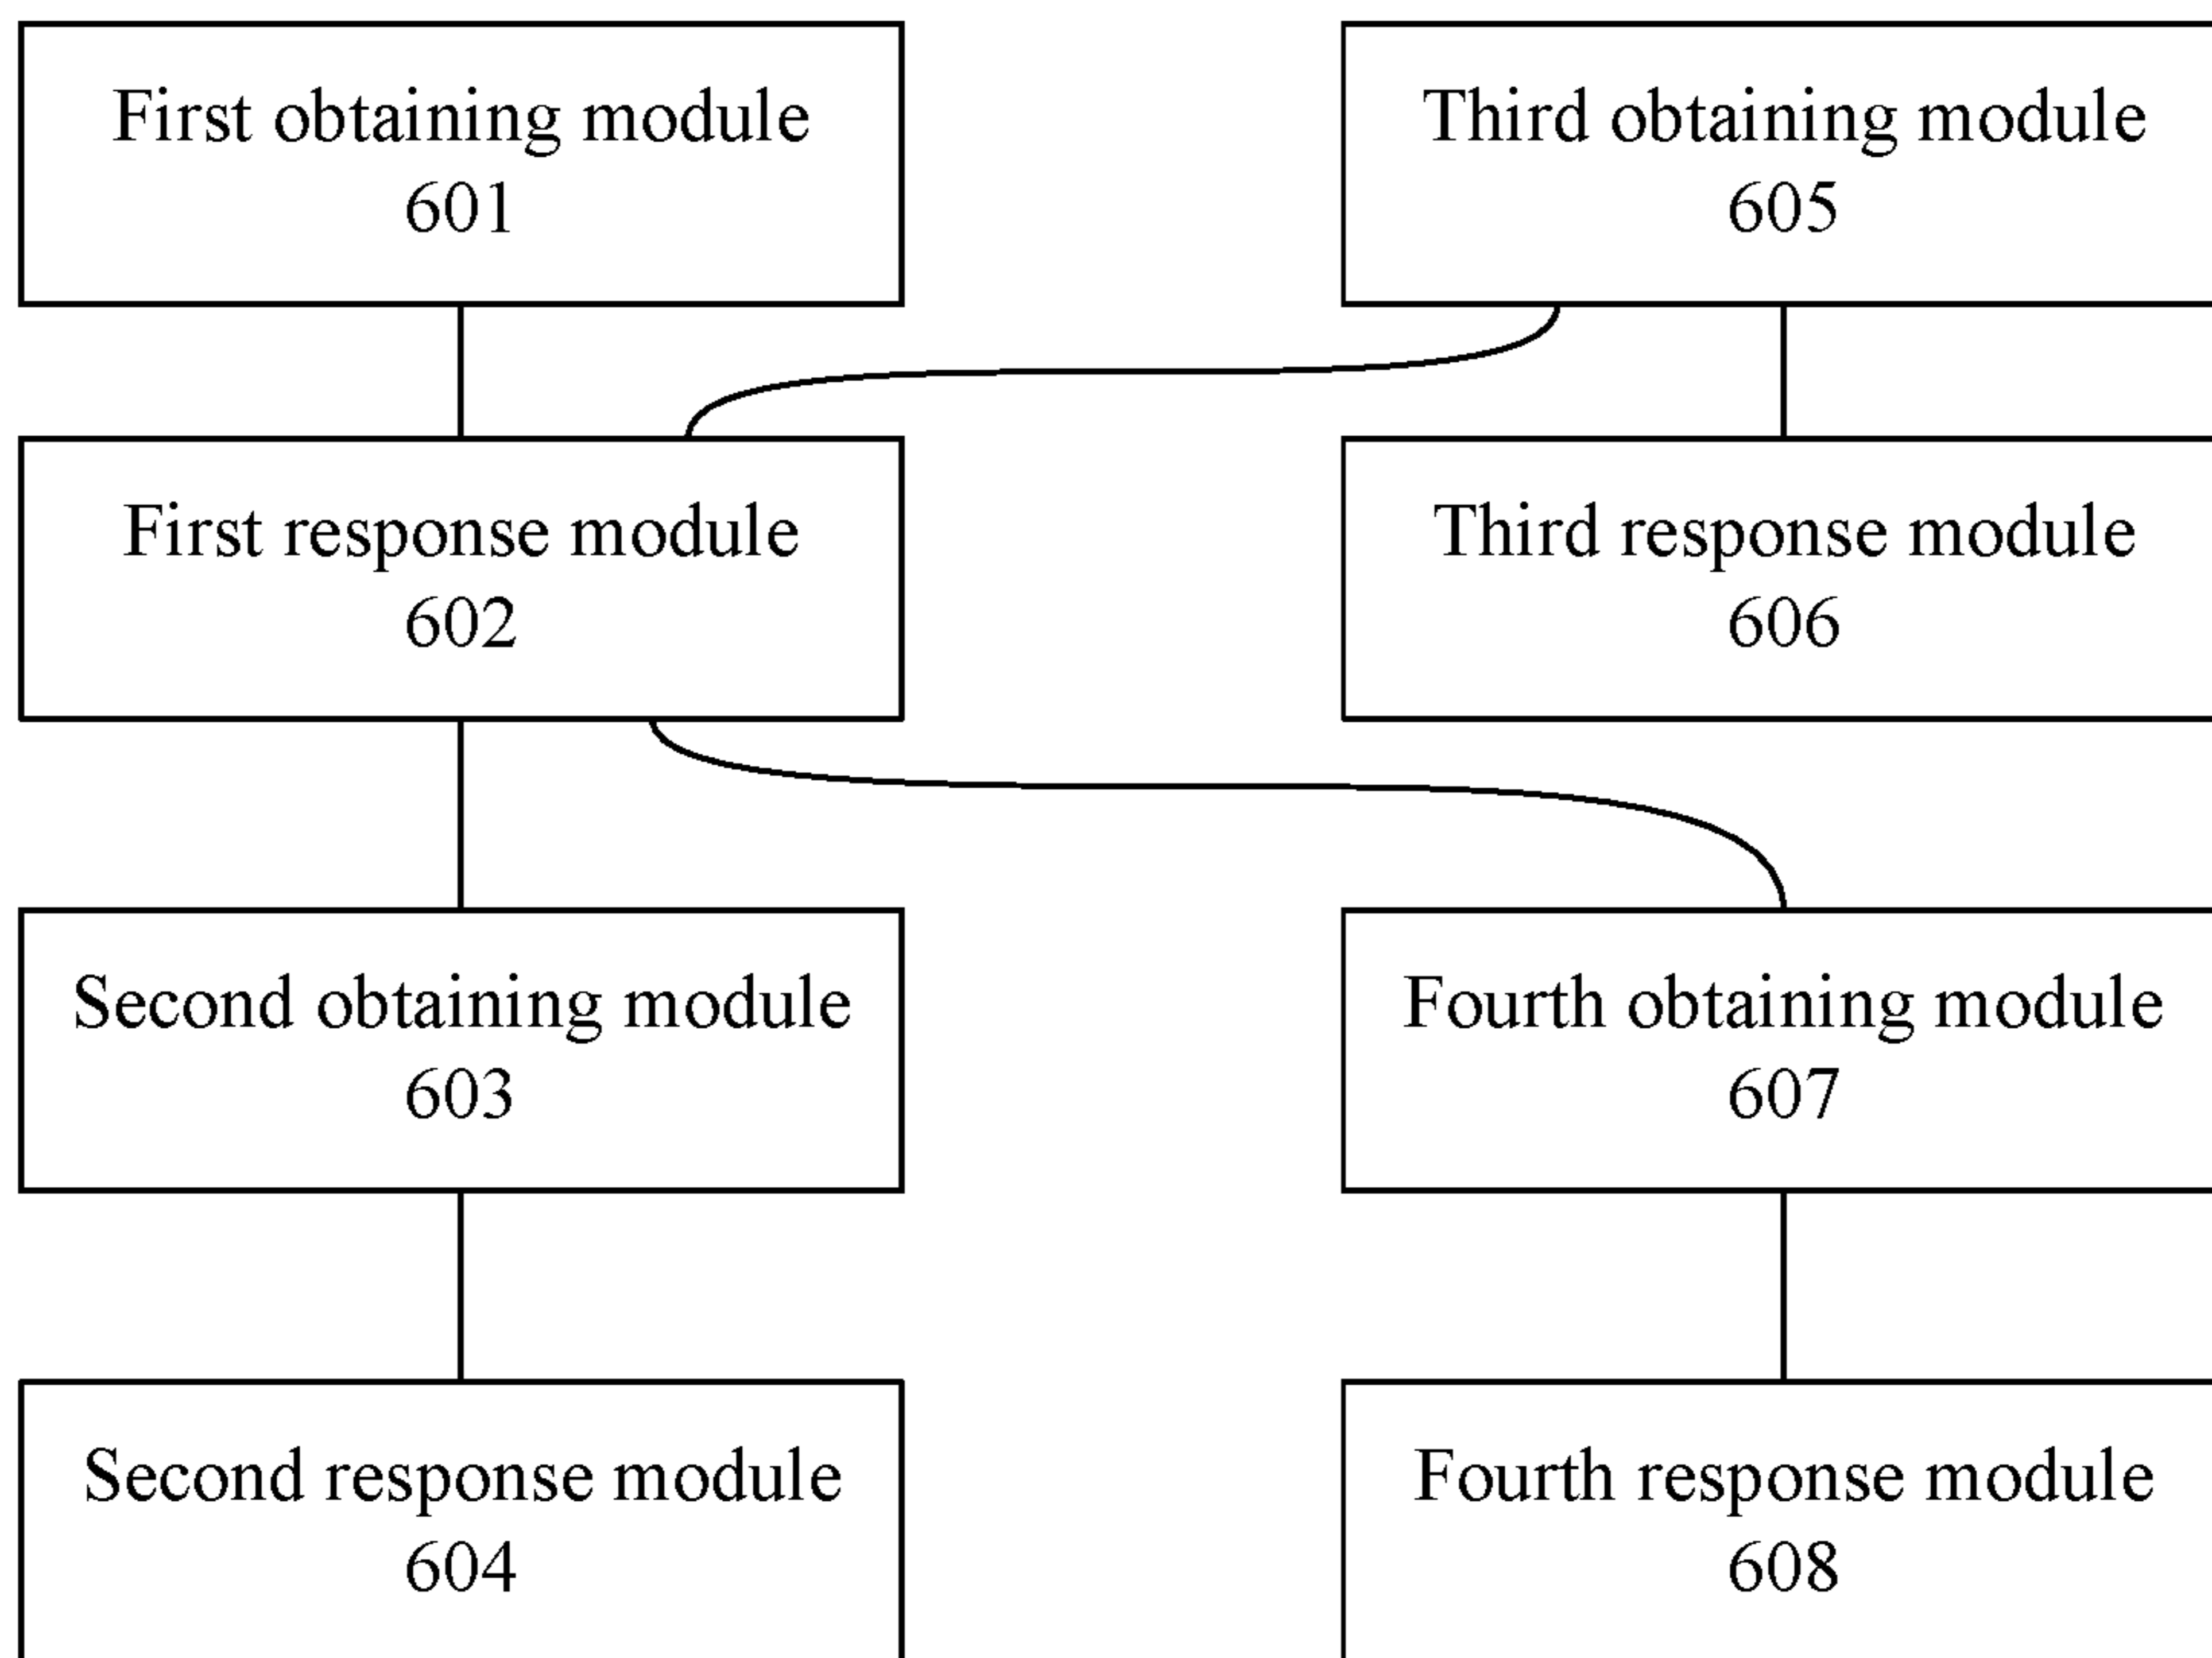 First obtaining module
601
Third obtaining module
605
First response module
602
Third response module
606
Second obtaining module
603
Fourth obtaining module
607
Second response module
604
Fourth response module
608